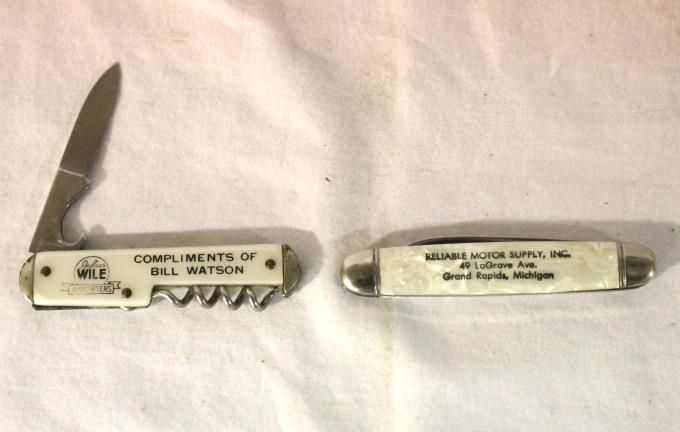 Julius
WILE
IMPORTERS
COMPLIMENTS OF
BILL WATSON
RELIABLE MOTOR SUPPLY, INC.
49 LaGrave Ave.
Grand Rapids, Michigan